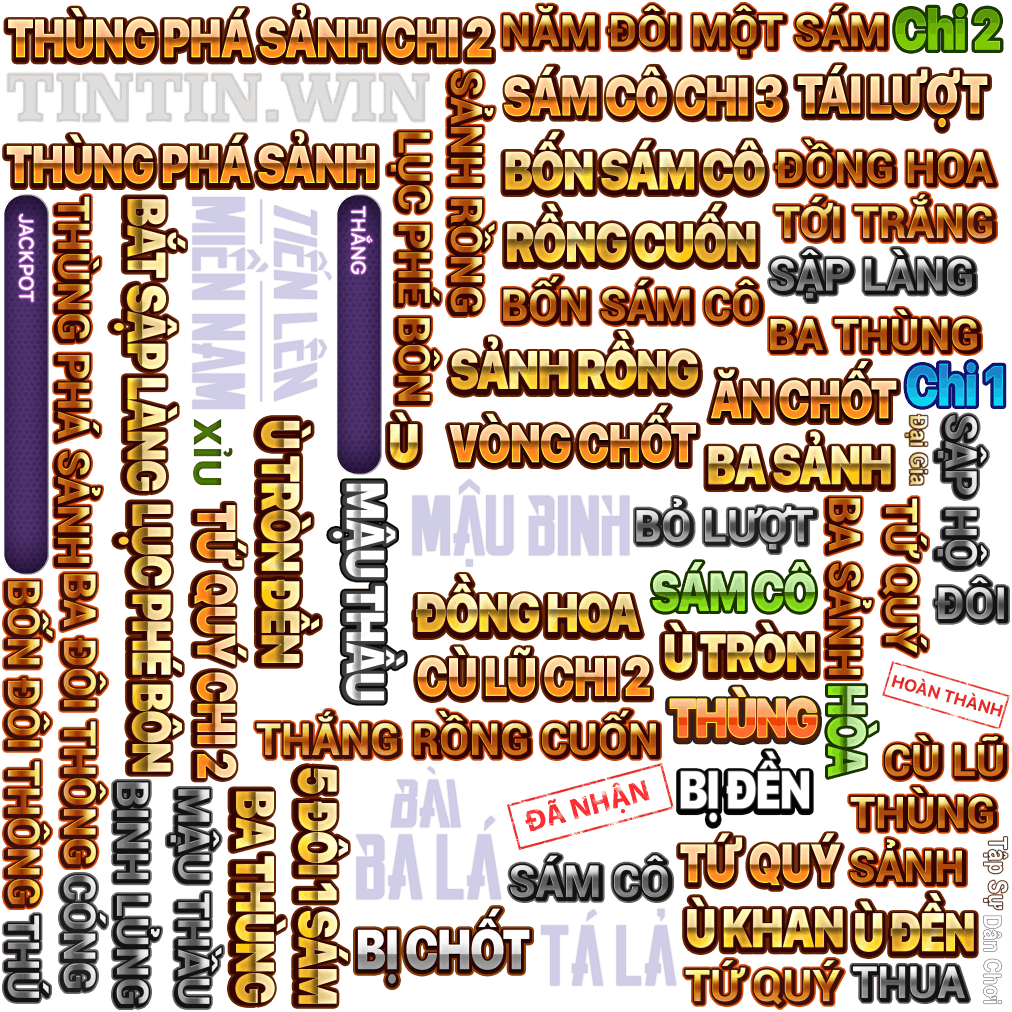 THÙNG PHÁ SẢNH CHI 2
NĂM ĐÔI MỘT SÁM
Chi 2
TINTIN.WIN
SẢNH RỒNG
SÁM CÔ CHI 3
TÁI LƯỢT
THÙNG PHÁ SẢNH
LỤC PHÉ BÔN
BỐN SÁM CÔ
ĐỒNG HOA
JACKPOT
THÙNG PHÁ SẢNH
BẮT SẬP LÀNG
MIỀN NAM
TIẾN LÊN
THẮNG
RỒNG CUỐN
TỚI TRẮNG
SẬP LÀNG
BỐN SÁM CÔ
BA THÙNG
SẢNH RỒNG
ĂN CHỐT
Chi 1
XỈU
Ù TRÒN ĐỀN
Ù
VÒNG CHỐT
BA SẢNH
Đại Gia
SẬP HỘ
MẬU THẦU
MẬU BINH
BỎ LƯỢT
BA SẢNH
TỨ QUÝ
LỤC PHÉ BÔN
TỨ QUÝ CHI 2
ĐỒNG HOA
SÁM CÔ
ĐÔI
BỐN ĐÔI THÔNG
BA ĐÔI THÔNG
CÙ LŨ CHI 2
Ù TRÒN
HOÀN THÀNH
THẮNG RỒNG CUỐN
THÙNG
HÒA
CÙ LŨ
BINH LỦNG
MẬU THẦU
BA THÙNG
5 ĐÔI 1 SÁM
BÀI
BA LÁ
ĐÃ NHẬN
BỊ ĐỀN
THÙNG
SÁM CÔ
TỨ QUÝ
SẢNH
Tập Sự
Dân Chơi
THÚ
CÓNG
BỊ CHỐT
TÁ LẢ
Ù KHAN
Ù ĐỀN
TỨ QUÝ
THUA